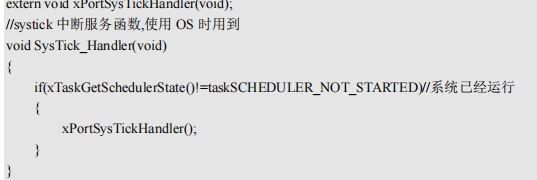 extern void xPortSysTickHandler(void);
//systick 中断服务函数,使用 OS 时用到
void SysTick_Handler(void)
{
if(xTaskGetSchedulerState()!=taskSCHEDULER_NOT_STARTED)//系统已经运行
{
xPortSysTickHandler();
}
}